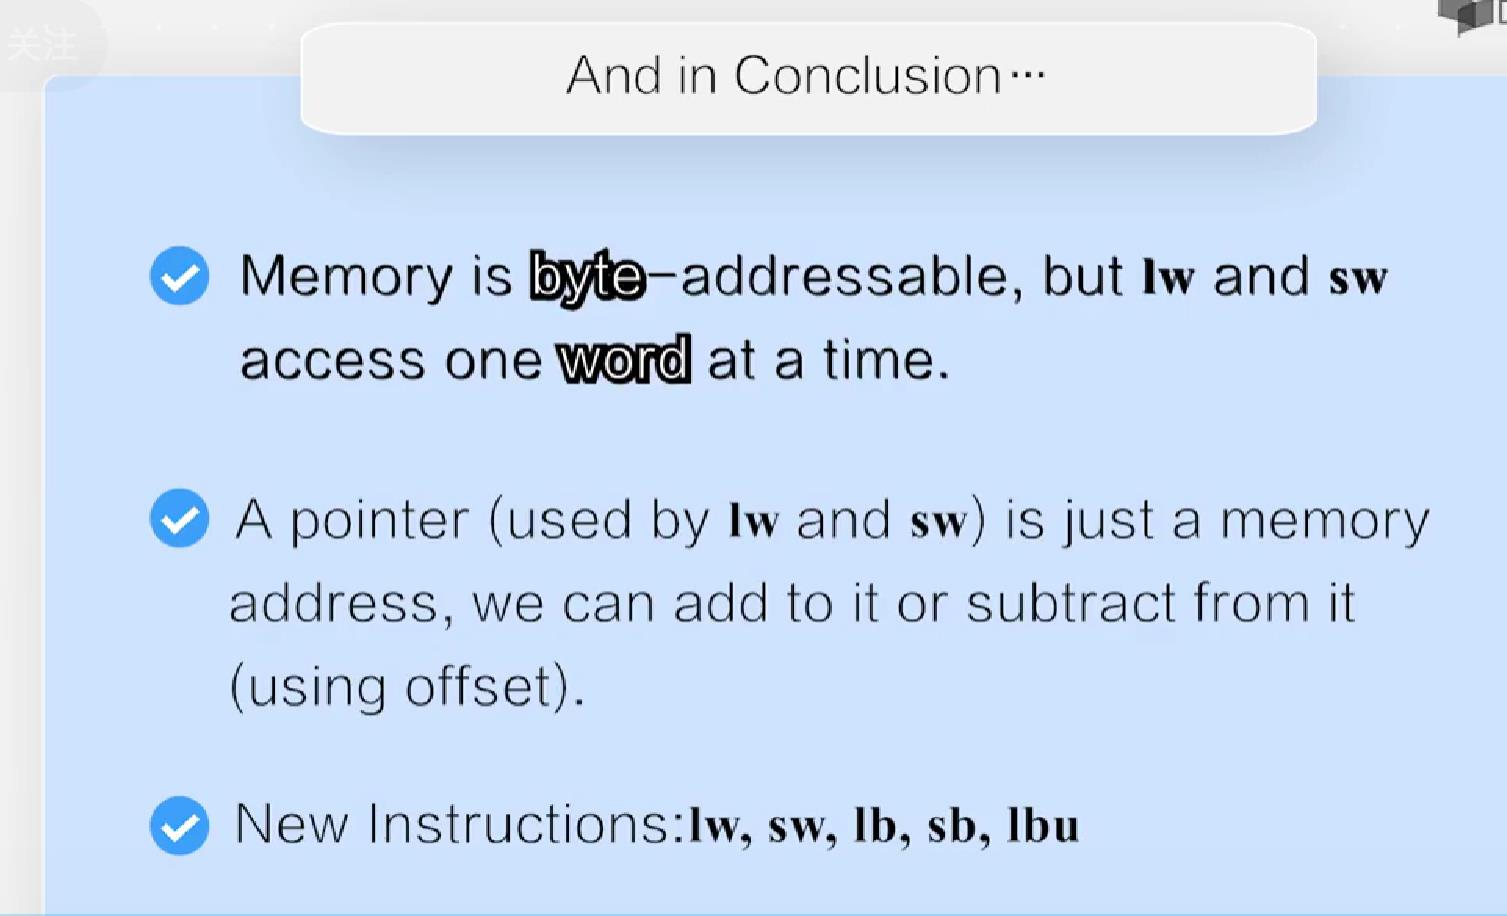 关注
And in Conclusion…
Memory is byte-addressable, but lw and sw
access one word at a time.
A pointer (used by lw and sw) is just a memory
address, we can add to it or subtract from it
(using offset).
New Instructions:lw, sw, lb, sb, lbu